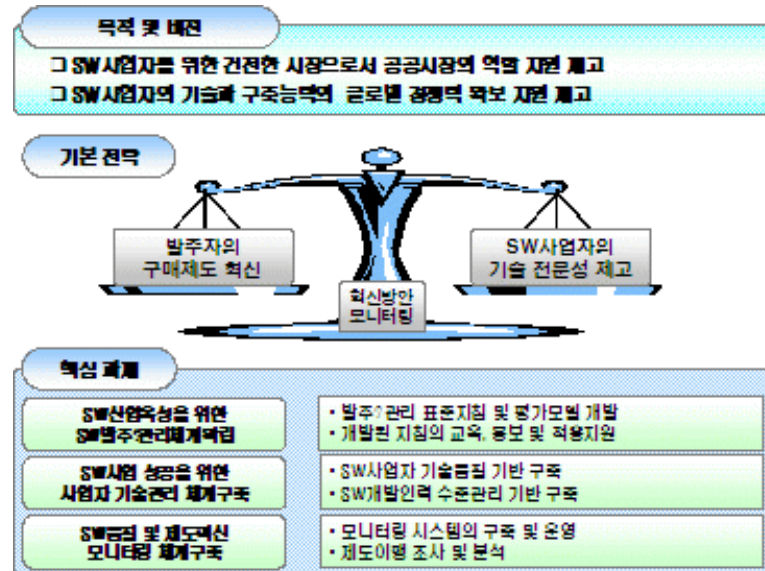 목적 및 비전
□ SW사업자를 위한 건전한 시장으로서 공공시장의 역할 지원 제고
□ SW사업자의 기술과 구축능력의 글로벌 경쟁력 확보 지원 제고
기본 전략
발주자의
구매제도 혁신
SW사업자의
기술 전문성 제고
혁신방안
모니터링
핵심 과제
SW산업육성을 위한
SW발주?관리체계확립
• 발주?관리 표준지침 및 평가모델 개발
• 개발된 지침의 교육, 홍보 및 적용지원
SW사업 성공을 위한
사업자 기술관리 체계구축
• SW사업자 기술품질 기반 구축
• SW개발인력 수준관리 기반 구축
SW품질 및 제도혁신
모니터링 체계구축
• 모니터링 시스템의 구축 및 운영
• 제도이행 조사 및 분석